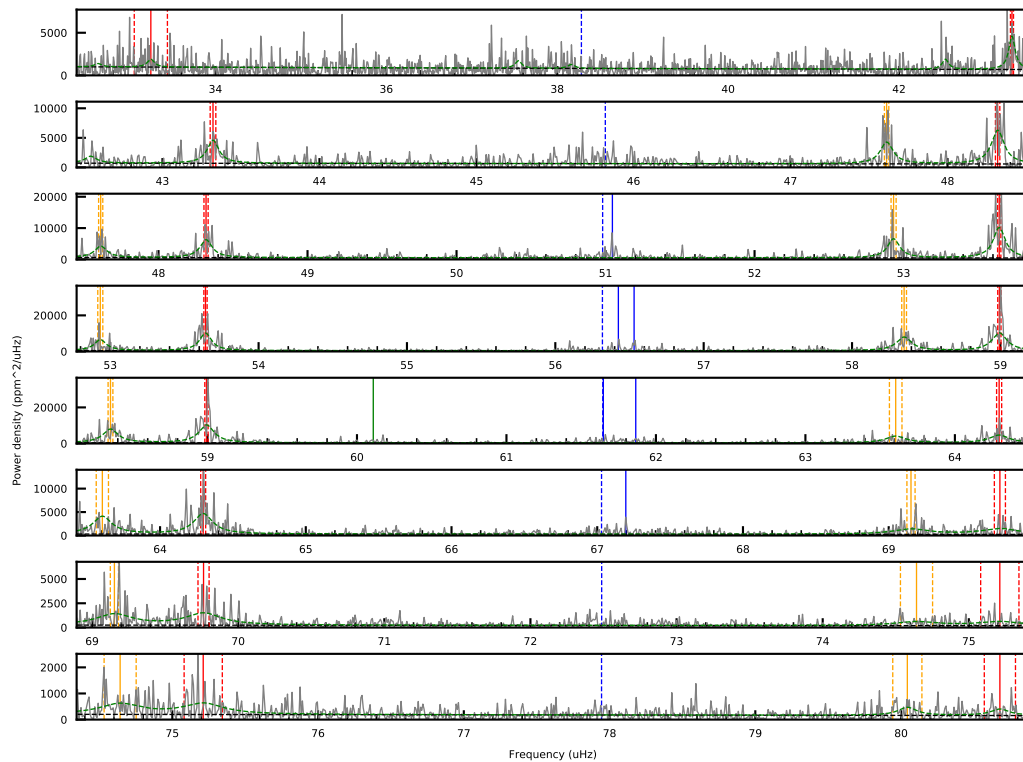 5000
0
34 36 38 40 42
10000
5000
0
43 44 45 46 47 48
20000
10000
0
48 49 50 51 52 53
20000
0
53 54 55 56 57 58 59
20000
0
59 60 61 62 63 64
10000
5000
0
64 65 66 67 68 69
5000
2500
0
69 70 71 72 73 74 75
2000
1000
0
75 76 77 78 79 80
Power density (ppm^2/uHz)
Frequency (uHz)